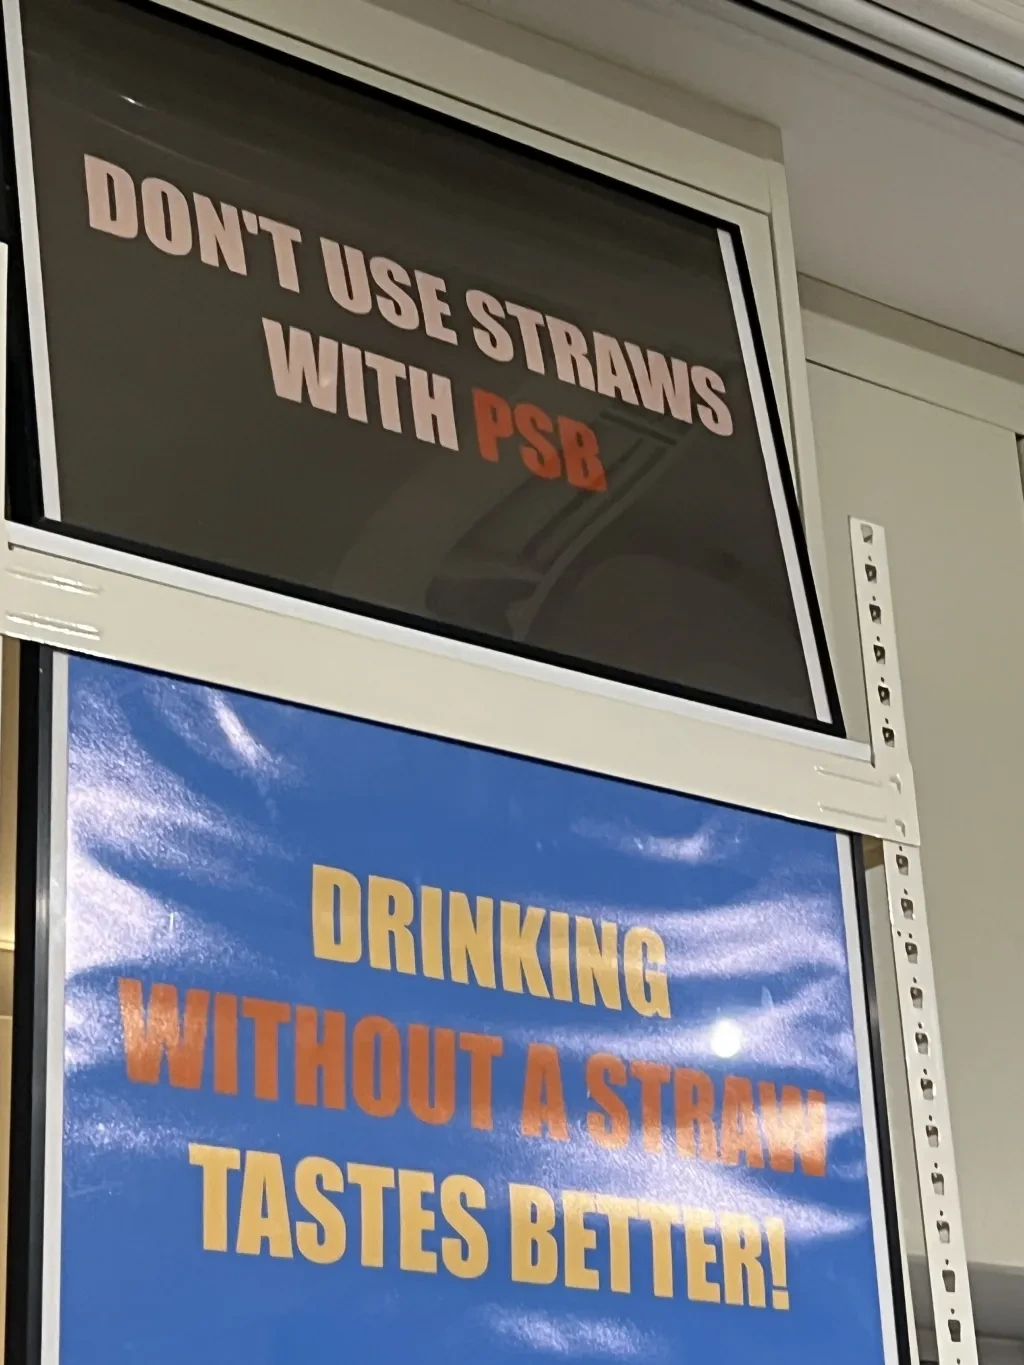 DON'T USE STRAWS
WITH PSB
DRINKING
WITHOUT A STRAW
TASTES BETTER!